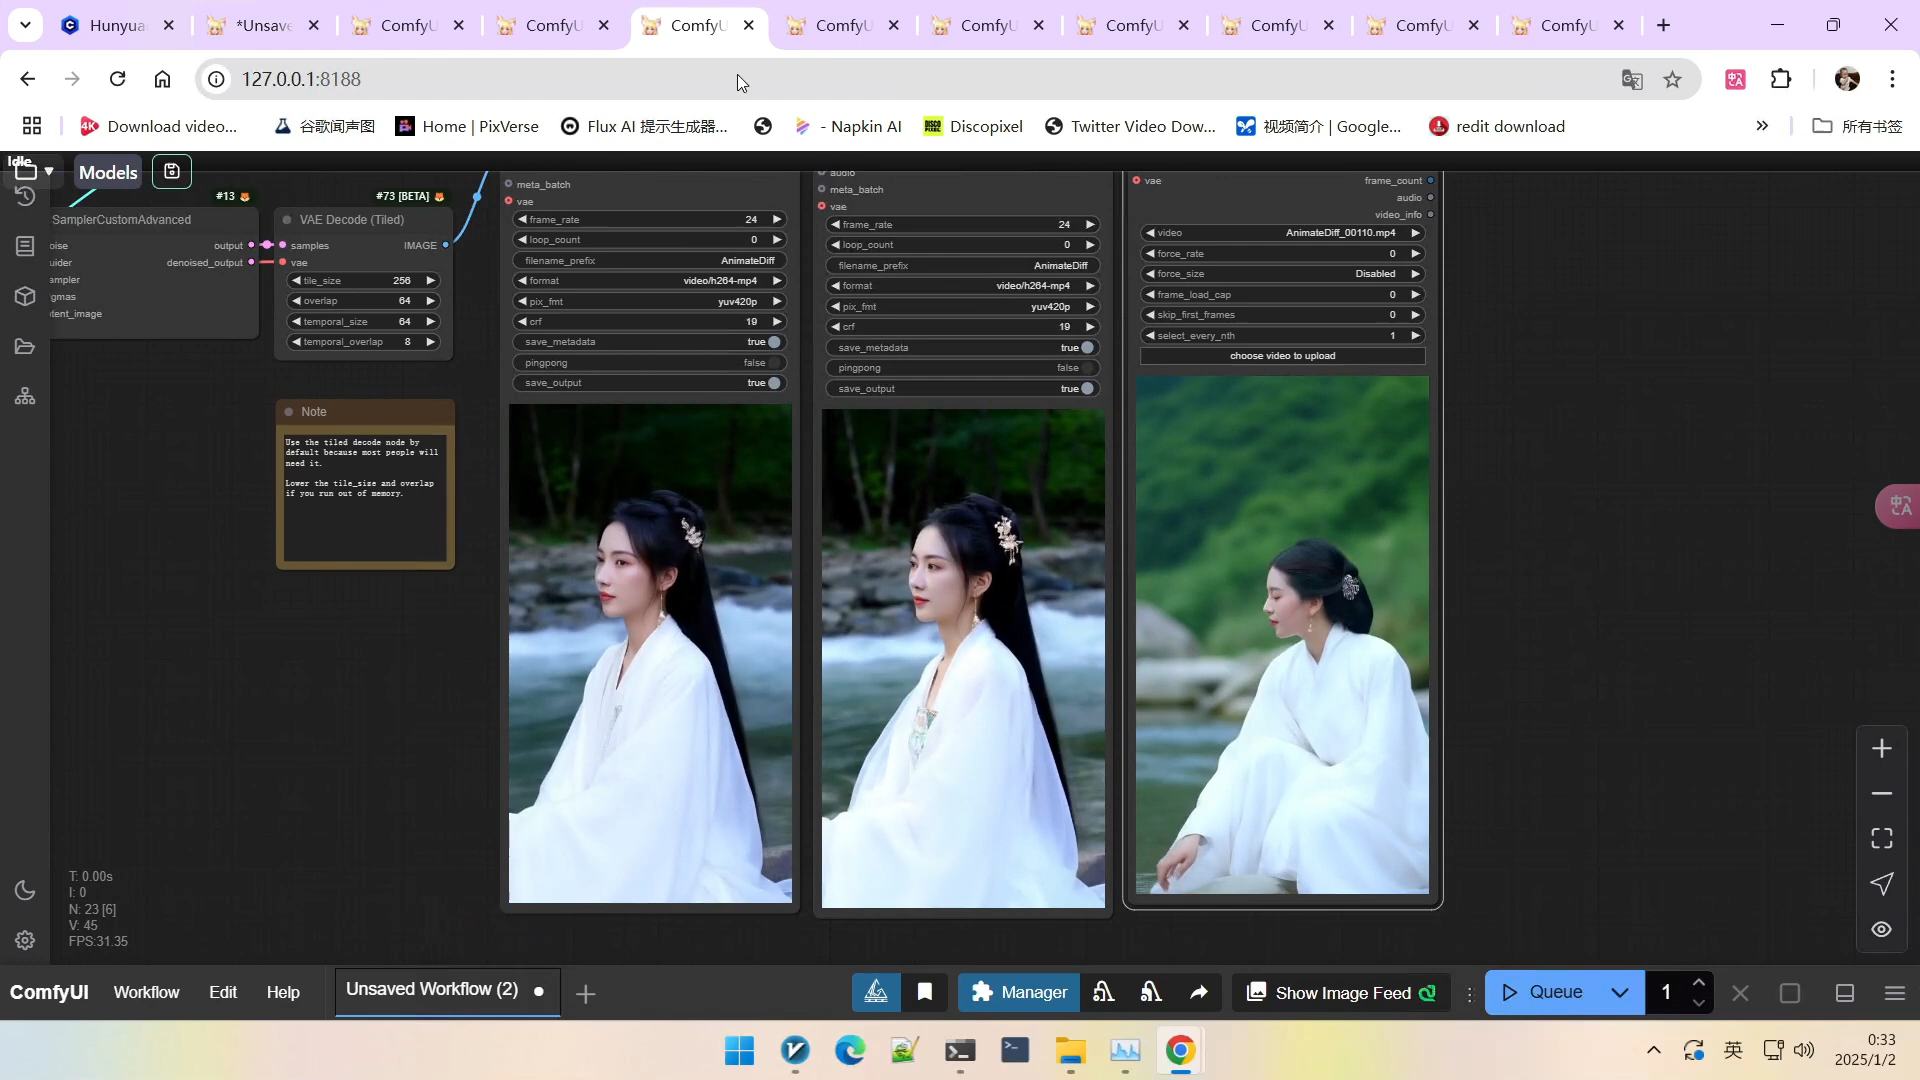 Hunyua
*Unsave
ComfyU
ComfyU
ComfyU
ComfyU
ComfyU
ComfyU
ComfyU
ComfyU
ComfyU
127.0.0.1:8188
Download video...
谷歌闻声图
Home | PixVerse
Flux AI 提示生成器...
- Napkin AI
Discopixel
Twitter Video Dow...
视频简介 | Google...
redit download
所有书签
Idle
Models
#13
SamplerCustomAdvanced
oise
output
uider
denoised_output
ampler
gmas
tent_image
#73 [BETA]
VAE Decode (Tiled)
samples
IMAGE
vae
tile_size 256
overlap 64
temporal_size 64
temporal_overlap 8
Note
Use the tiled decode node by
default because most people will
need it.
Lower the tile_size and overlap
if you run out of memory.
meta_batch
vae
frame_rate 24
loop_count 0
filename_prefix AnimateDiff
format video/h264-mp4
pix_fmt yuv420p
crf 19
save_metadata true
pingpong false
save_output true
audio
meta_batch
vae
frame_rate 24
loop_count 0
filename_prefix AnimateDiff
format video/h264-mp4
pix_fmt yuv420p
crf 19
save_metadata true
pingpong false
save_output true
vae
frame_count
audio
video_info
video AnimateDiff_00110.mp4
force_rate 0
force_size Disabled
frame_load_cap 0
skip_first_frames 0
select_every_nth 1
choose video to upload
T: 0.00s
I: 0
N: 23 [6]
V: 45
FPS:31.35
ComfyUI
Workflow
Edit
Help
Unsaved Workflow (2)
Manager
Show Image Feed
Queue
1
英
0:33
2025/1/2